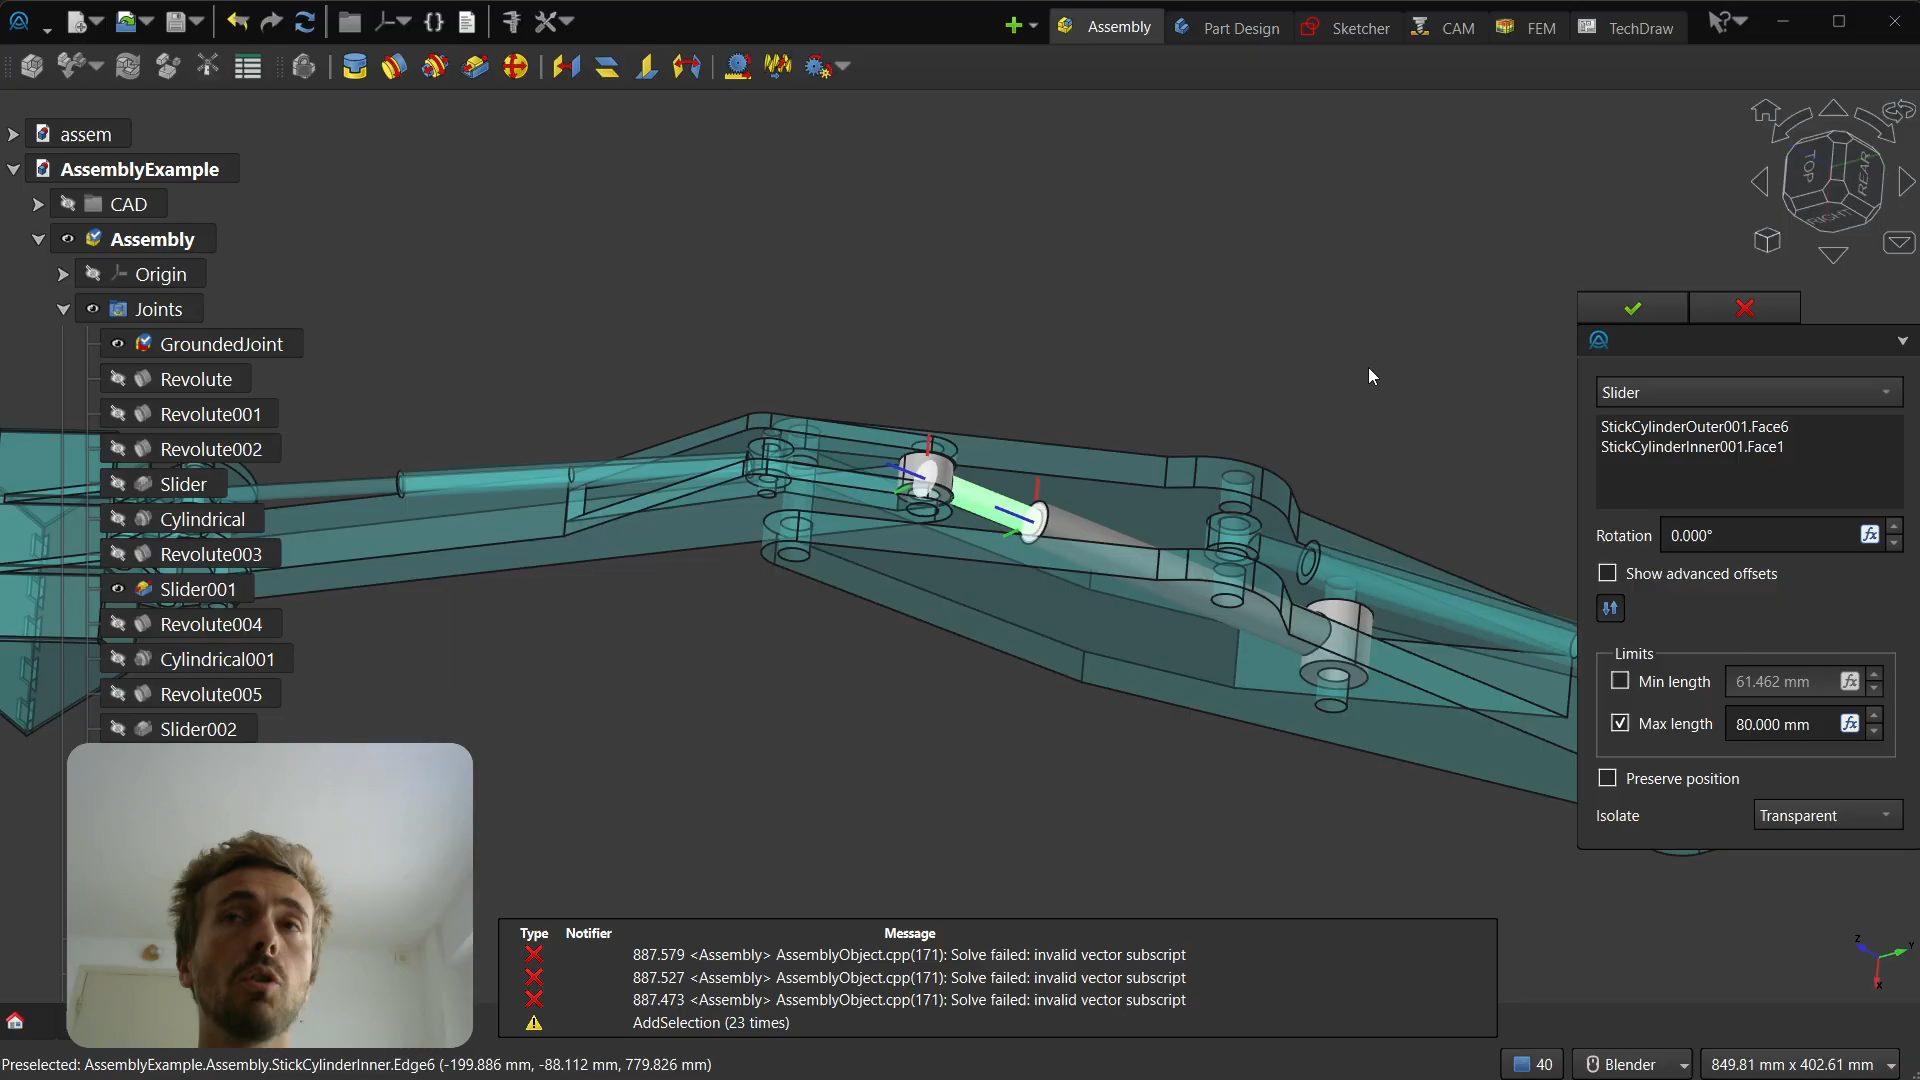 Assembly
Part Design
Sketcher
CAM
FEM
TechDraw
assem
AssemblyExample
CAD
Assembly
Origin
Joints
GroundedJoint
Revolute
Revolute001
Revolute002
Slider
Cylindrical
Revolute003
Slider001
Revolute004
Cylindrical001
Revolute005
Slider002
TOP
REAR
RIGHT
Slider
StickCylinderOuter001.Face6
StickCylinderInner001.Face1
Rotation 0.000°
Show advanced offsets
Limits
Min length 61.462 mm
Max length 80.000 mm
Preserve position
Isolate Transparent
Type Notifier Message
887.579 <Assembly> AssemblyObject.cpp(171): Solve failed: invalid vector subscript
887.527 <Assembly> AssemblyObject.cpp(171): Solve failed: invalid vector subscript
887.473 <Assembly> AssemblyObject.cpp(171): Solve failed: invalid vector subscript
AddSelection (23 times)
Z
Y
X
Preselected: AssemblyExample.Assembly.StickCylinderInner.Edge6 (-199.886 mm, -88.112 mm, 779.826 mm)
40
Blender
849.81 mm x 402.61 mm